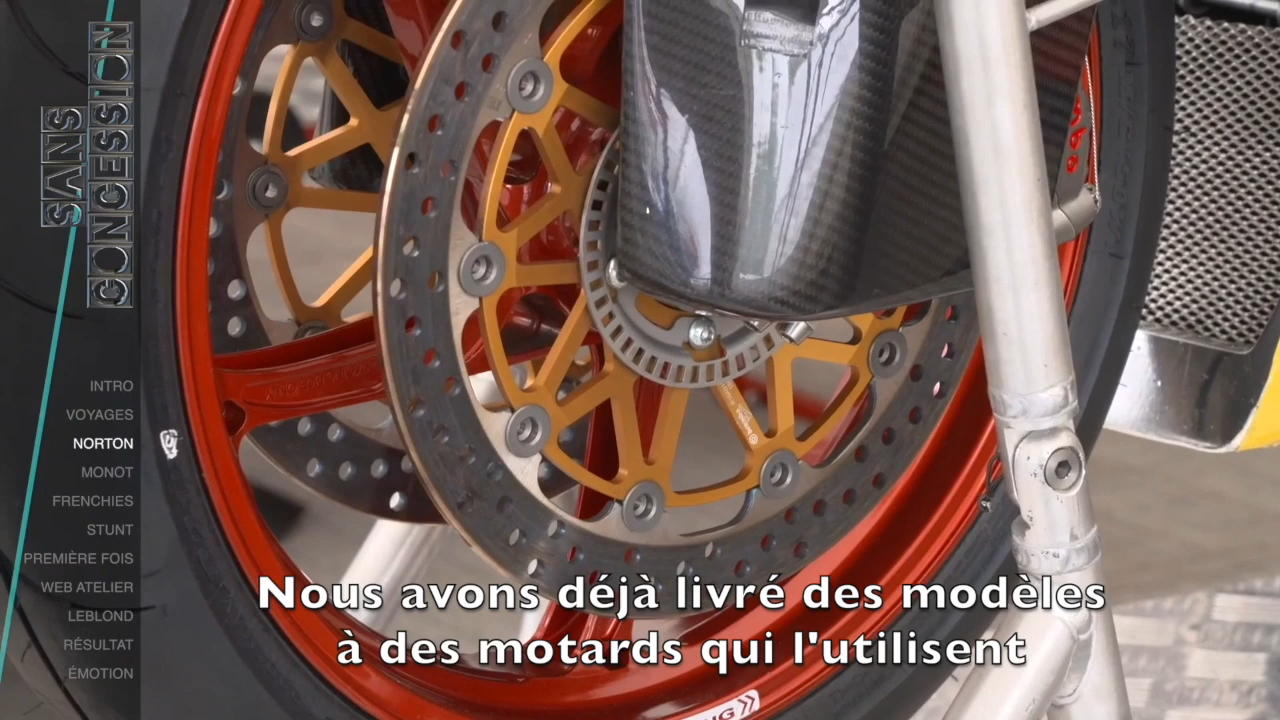 SANS
CONCESSION
INTRO
VOYAGES
NORTON
MONOT
FRENCHIES
STUNT
PREMIÈRE FOIS
WEB ATELIER
LEBLOND
RÉSULTAT
ÉMOTION
Nous avons déjà livré des modèles
à des motards qui l'utilisent